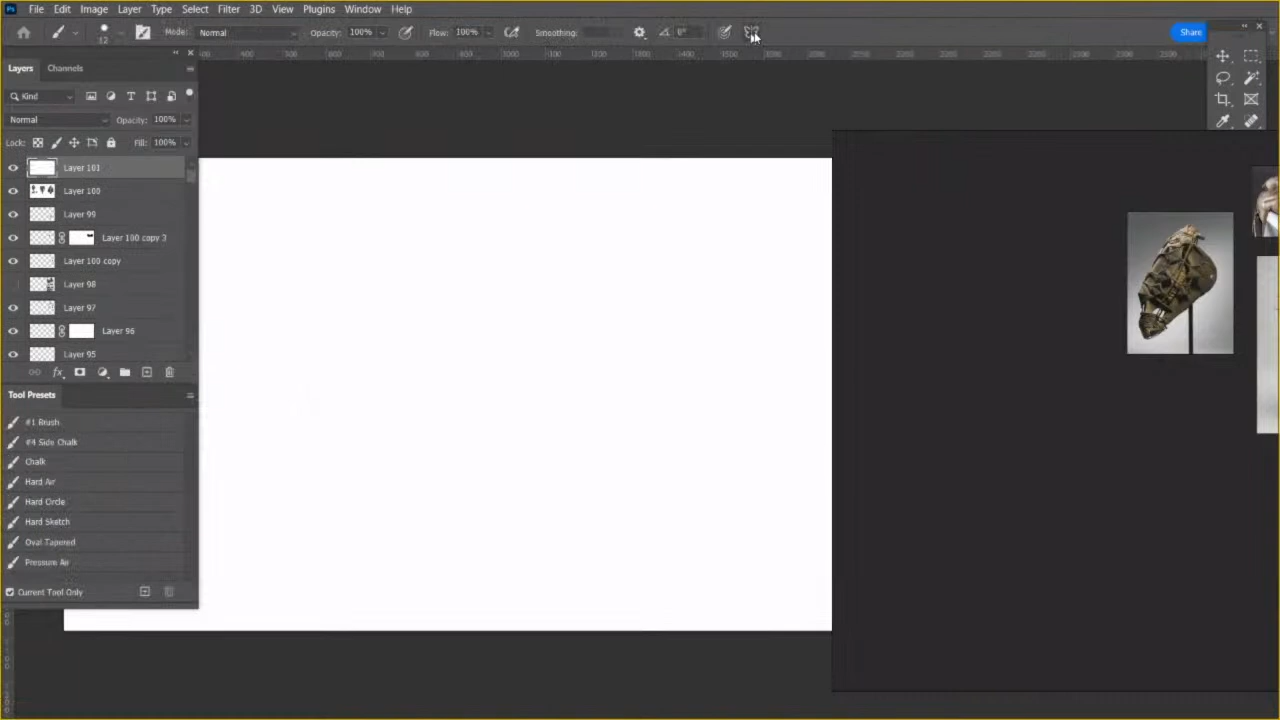 Ps File Edit Image Layer Type Select Filter 3D View Plugins Window Help
12 Mode: Normal Opacity: 100% Flow: 100% Smoothing: 0° Share
Layers Channels
Kind
Normal Opacity: 100%
Lock: Fill: 100%
Layer 101
Layer 100
Layer 99
Layer 100 copy 3
Layer 100 copy
Layer 98
Layer 97
Layer 96
Layer 95
Tool Presets
#1 Brush
#4 Side Chalk
Chalk
Hard Air
Hard Circle
Hard Sketch
Oval Tapered
Pressure Air
Current Tool Only